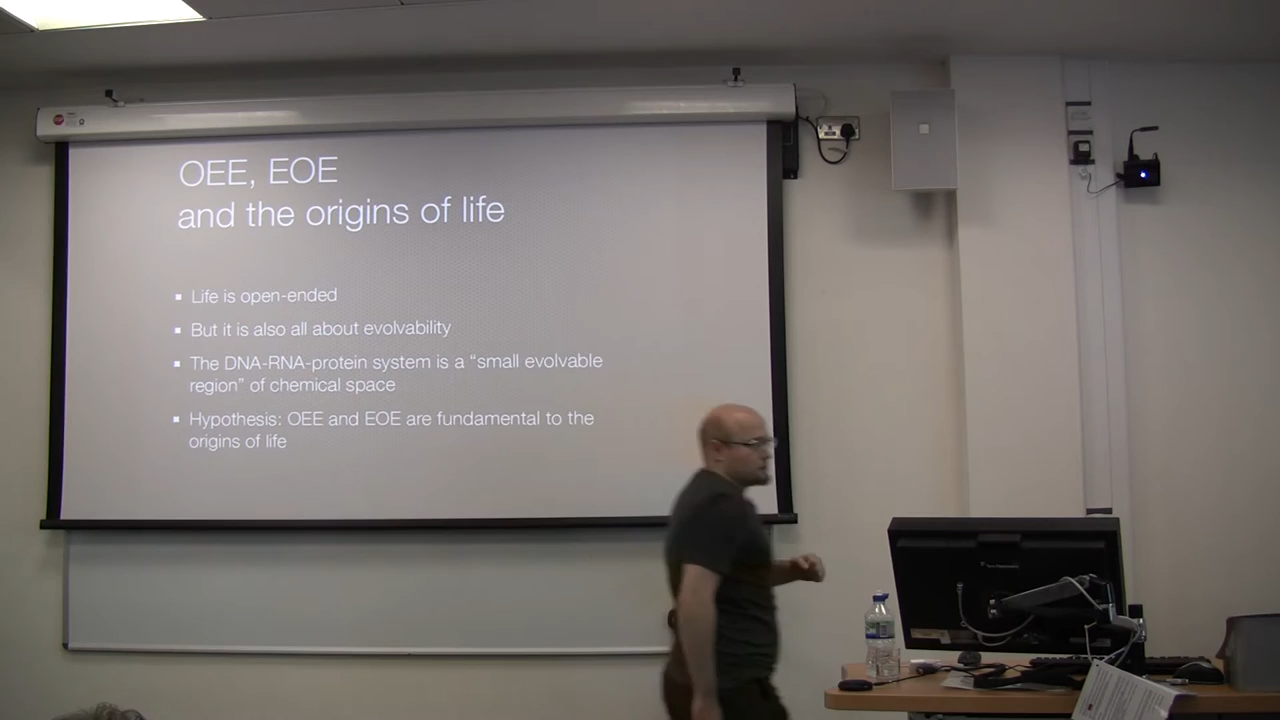 OEE, EOE
and the origins of life
Life is open-ended
But it is also all about evolvability
The DNA-RNA-protein system is a “small evolvable
region” of chemical space
Hypothesis: OEE and EOE are fundamental to the
origins of life